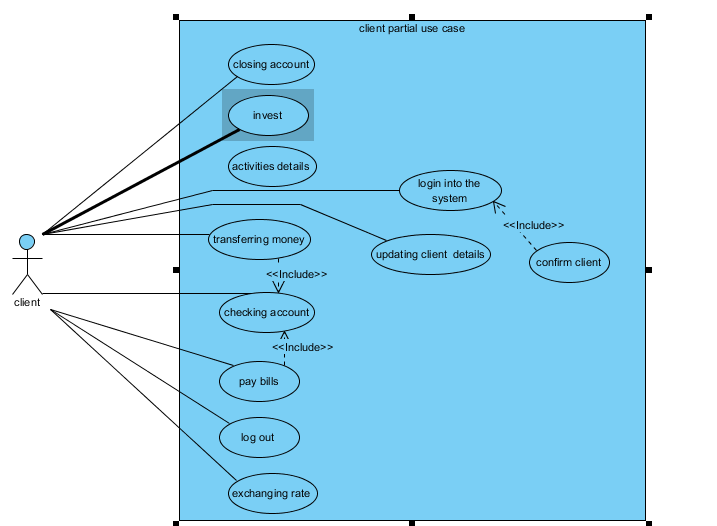 client partial use case
closing account
invest
activities details
login into the
system
<<Include>>
transferring money
updating client  details
confirm client
<<Include>>
client
checking account
<<Include>>
pay bills
log out
exchanging rate